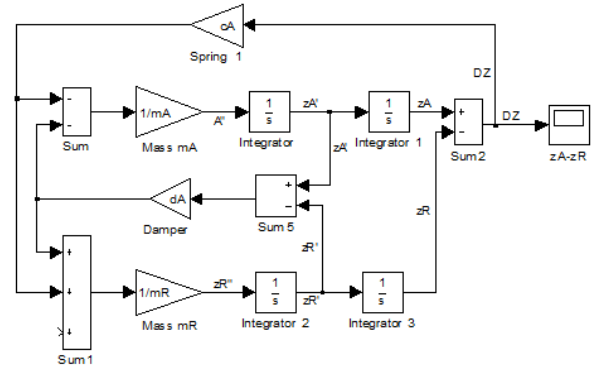 cA
Spring 1
DZ
-
-
Sum
1/mA
Mass mA
A''
1
s
Integrator
zA'
zA'
1
s
Integrator 1
zA
+
-
Sum2
DZ
zA-zR
dA
Damper
+
-
Sum 5
zR'
zR
+
+
+
Sum1
1/mR
Mass mR
zR''
1
s
Integrator 2
zR'
1
s
Integrator 3